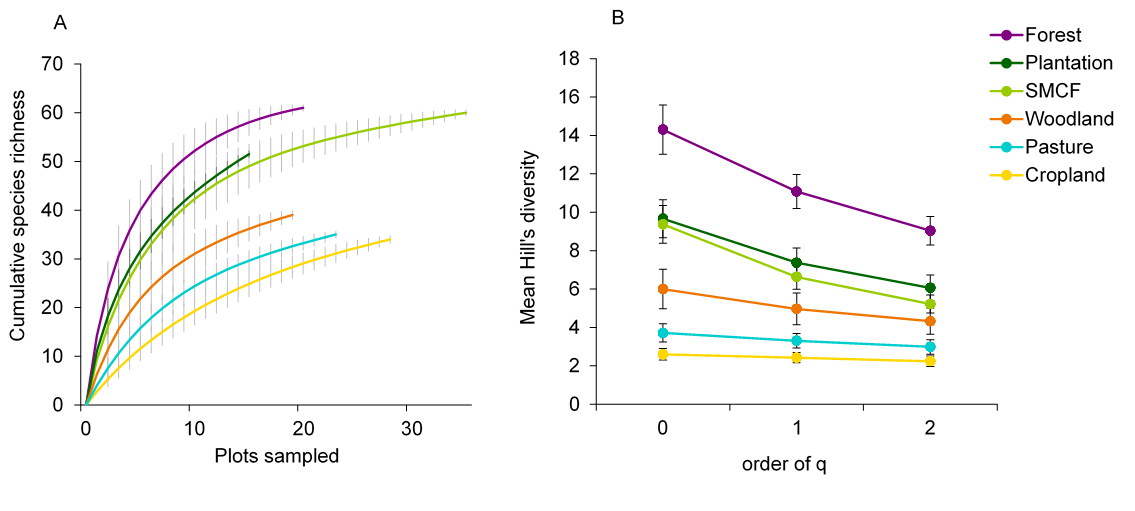 A
B
Cumulative species richness
70
60
50
40
30
20
10
0
0
10
20
30
Plots sampled
Mean Hill's diversity
18
16
14
12
10
8
6
4
2
0
0
1
2
order of q
Forest
Plantation
SMCF
Woodland
Pasture
Cropland